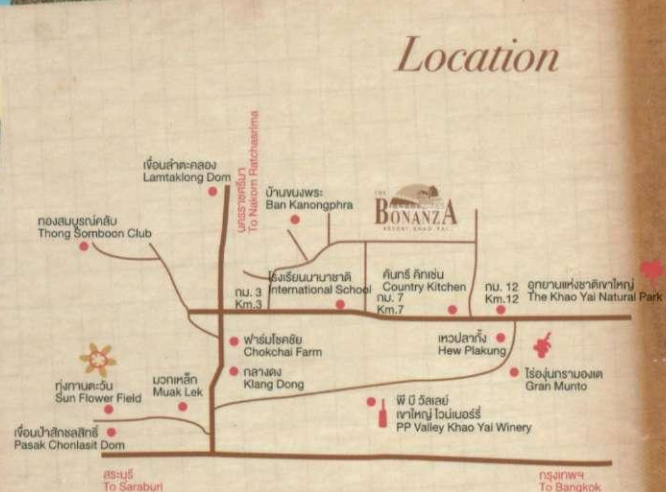 Location
เขื่อนลำตะคลอง
Lamtaklong Dom
นครราชศรีมา
To Nakorn Ratchasrima
บ้านขนงพระ
Ban Kanongphra
THE
BONANZA
RESORT KHAO YAI
ทองสมบูรณ์คลับ
Thong Somboon Club
กม. 3
Km.3
โรงเรียนนานาชาติ
International School
คันทรี คิทเช่น
Country Kitchen
กม. 7
Km.7
กม. 12
Km.12
อุทยานแห่งชาติเขาใหญ่
The Khao Yai Natural Park
ฟาร์มโชคชัย
Chokchai Farm
เหวปลากั้ง
Hew Plakung
กลางดง
Klang Dong
ไร่องุ่นกรามองเต
Gran Munto
ทุ่งทานตะวัน
Sun Flower Field
มวกเหล็ก
Muak Lek
พี บี วัลเลย์
เขาใหญ่ ไวน์เนอร์รี่
PP Valley Khao Yai Winery
เขื่อนป่าสักชลสิทธิ์
Pasak Chonlasit Dom
สระบุรี
To Saraburi
กรุงเทพฯ
To Bangkok